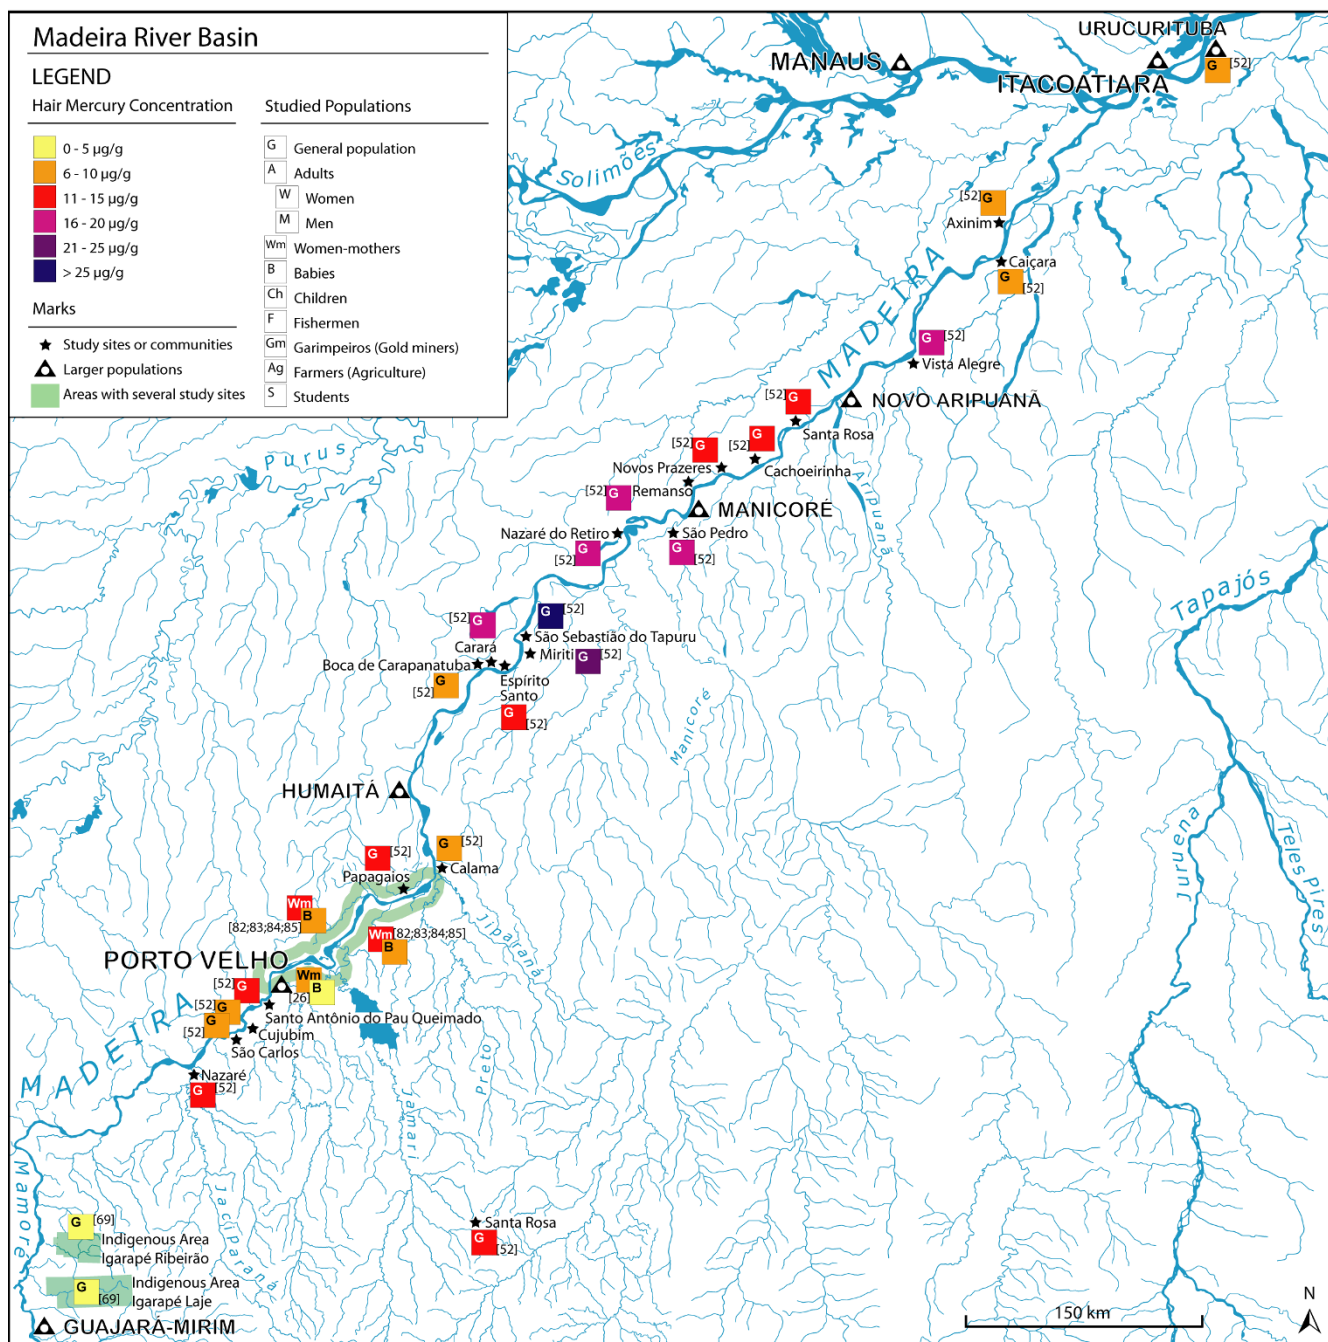 Madeira River Basin
LEGEND
Hair Mercury Concentration
0 - 5 µg/g
6 - 10 µg/g
11 - 15 µg/g
16 - 20 µg/g
21 - 25 µg/g
> 25 µg/g
Marks
Study sites or communities
Larger populations
Areas with several study sites
Studied Populations
G General population
A Adults
W Women
M Men
Wm Women-mothers
B Babies
Ch Children
F Fishermen
Gm Garimpeiros (Gold miners)
Ag Farmers (Agriculture)
S Students
URUCURITUBA
G [52]
MANAUS
ITACOATIARA
Solimões
[52] G
Axinim
MADEIRA
Caiçara
G [52]
G [52]
Vista Alegre
NOVO ARIPUANÃ
[52] G
Santa Rosa
[52] G
Cachoeirinha
[52] G
Novos Prazeres
Purus
Aripuanã
[52] G
Remanso
MANICORÉ
Nazaré do Retiro
[52] G
São Pedro
G [52]
Tapajós
[52] G
G [52]
São Sebastião do Tapuru
Carará
Miriti
G [52]
Boca de Carapanatuba
[52] G
Espírito
Santo
G [52]
Manicoré
HUMAITÁ
Juruena
Teles Pires
G [52]
Calama
G [52]
Papagaios
Jiparaná
Wm
B
[82;83;84;85]
Wm [82;83;84;85]
B
PORTO VELHO
Wm
B
[26]
[52] G
Santo Antônio do Pau Queimado
[52] G
Cujubim
[52] G
São Carlos
MADEIRA
Nazaré
G [52]
Preto
Jamari
Mamoré
Jaciparaná
Santa Rosa
G [52]
G [69]
Indigenous Area
Igarapé Ribeirão
G [69]
Indigenous Area
Igarapé Laje
GUAJARÁ-MIRIM
150 km
N